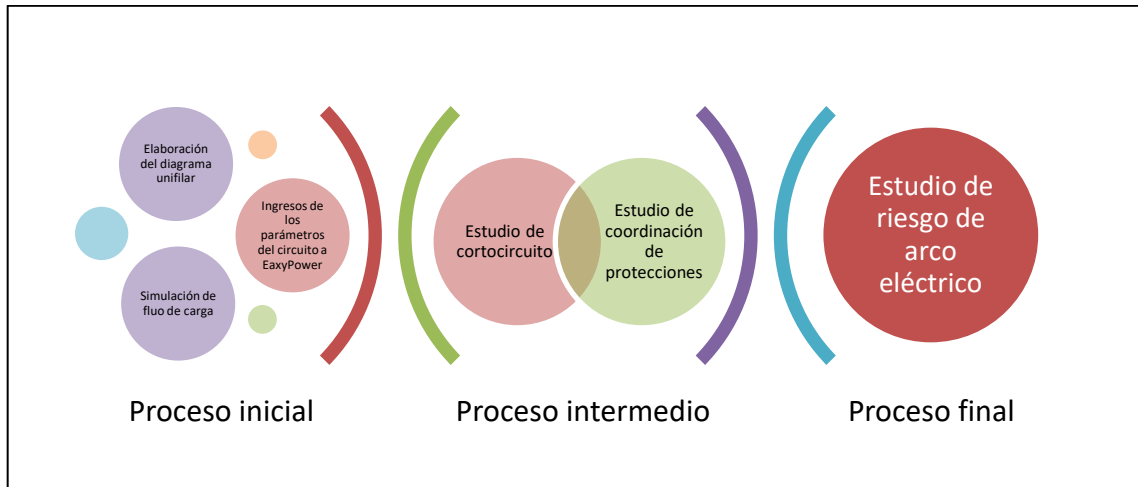 Elaboración
del diagrama
unifilar
Ingresos de
los
parámetros
del circuito a
EaxyPower
Simulación de
fluo de carga
Proceso inicial
Estudio de
cortocircuito
Estudio de
coordinación
de
protecciones
Proceso intermedio
Estudio de
riesgo de
arco
eléctrico
Proceso final